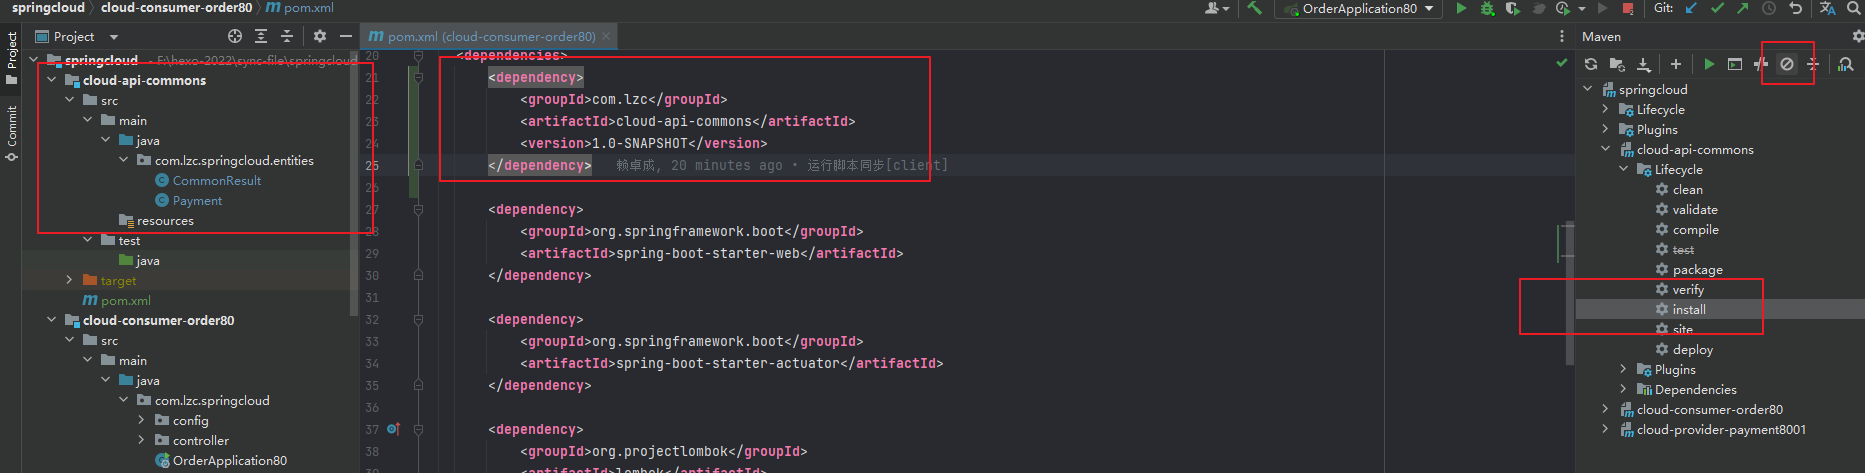 springcloud 〉 cloud-consumer-order80 〉 pom.xml
OrderApplication80
Git:
Project
Commit
Project
springcloud - F:\hexo-2022\sync-file\springcloud
cloud-api-commons
src
main
java
com.lzc.springcloud.entities
CommonResult
Payment
resources
test
java
target
pom.xml
cloud-consumer-order80
src
main
java
com.lzc.springcloud
config
controller
OrderApplication80
pom.xml (cloud-consumer-order80)
20 <dependencies>
21 <dependency>
22 <groupId>com.lzc</groupId>
23 <artifactId>cloud-api-commons</artifactId>
24 <version>1.0-SNAPSHOT</version>
25 </dependency> 赖卓成, 20 minutes ago • 运行脚本同步[client]
26
27 <dependency>
28 <groupId>org.springframework.boot</groupId>
29 <artifactId>spring-boot-starter-web</artifactId>
30 </dependency>
31
32 <dependency>
33 <groupId>org.springframework.boot</groupId>
34 <artifactId>spring-boot-starter-actuator</artifactId>
35 </dependency>
36
37 <dependency>
38 <groupId>org.projectlombok</groupId>
39 <artifactId>lombok</artifactId>
Maven
springcloud
Lifecycle
Plugins
cloud-api-commons
Lifecycle
clean
validate
compile
test
package
verify
install
site
deploy
Plugins
Dependencies
cloud-consumer-order80
cloud-provider-payment8001